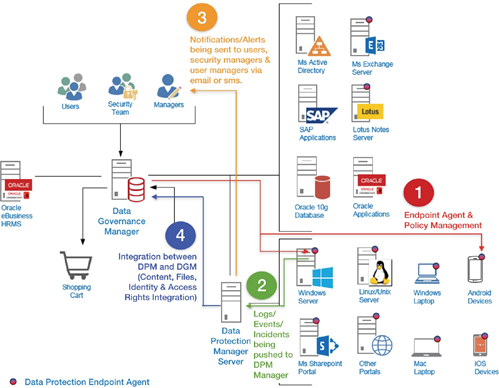 3
Notifications/Alerts
being sent to users,
security managers &
user managers via
email or sms.
Users
Security
Team
Managers
Ms Active
Directory
Ms Exchange
Server
SAP
SAP
Applications
Lotus
Lotus Notes
Server
Oracle 10g
Database
ORACLE
Oracle
Applications
ORACLE
Oracle
eBusiness
HRMS
Data
Governance
Manager
1
Endpoint Agent &
Policy Management
Shopping
Cart
4
Integration between
DPM and DGM
(Content, Files,
Identity & Access
Rights Integration)
2
Logs/
Events/
Incidents
being
pushed to
DPM
Manager
Data
Protection
Manager
Server
Windows
Server
Linux/Unix
Server
Windows
Laptop
Android
Devices
Ms Sharepoint
Portal
Other
Portals
Mac
Laptop
iOS
Devices
Data Protection Endpoint Agent